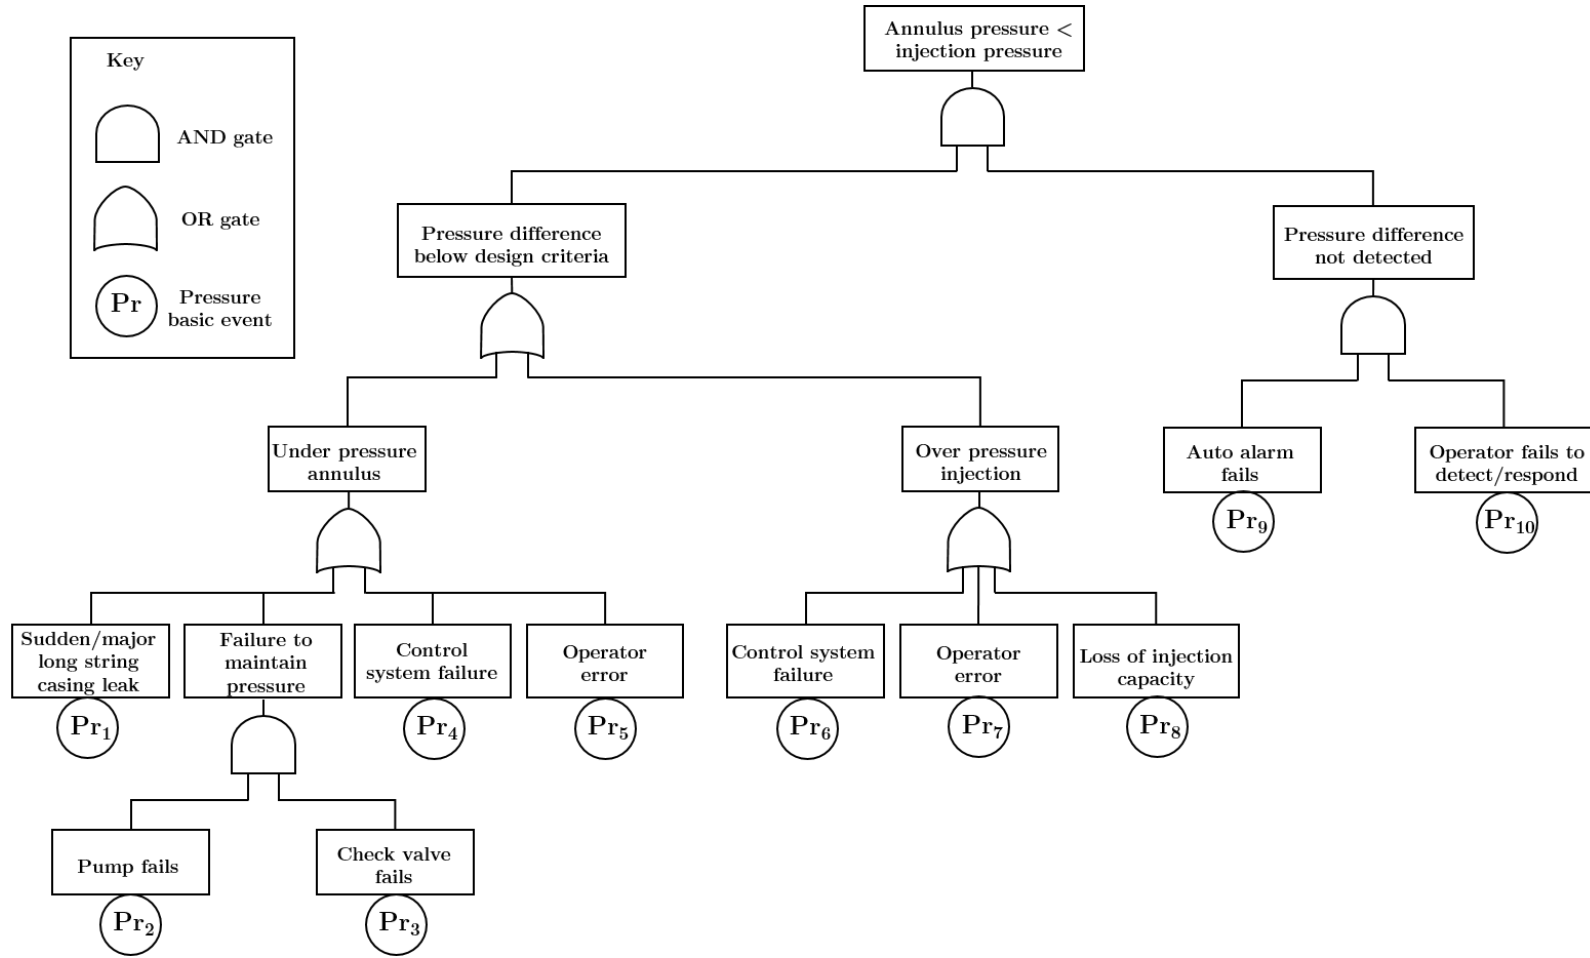 Annulus pressure <
injection pressure
Key
AND gate
OR gate
Pr
Pressure
basic event
Pressure difference
below design criteria
Pressure difference
not detected
Under pressure
annulus
Over pressure
injection
Auto alarm
fails
Pr9
Operator fails to
detect/respond
Pr10
Sudden/major
long string
casing leak
Pr1
Failure to
maintain
pressure
Control
system failure
Pr4
Operator
error
Pr5
Control system
failure
Pr6
Operator
error
Pr7
Loss of injection
capacity
Pr8
Pump fails
Pr2
Check valve
fails
Pr3